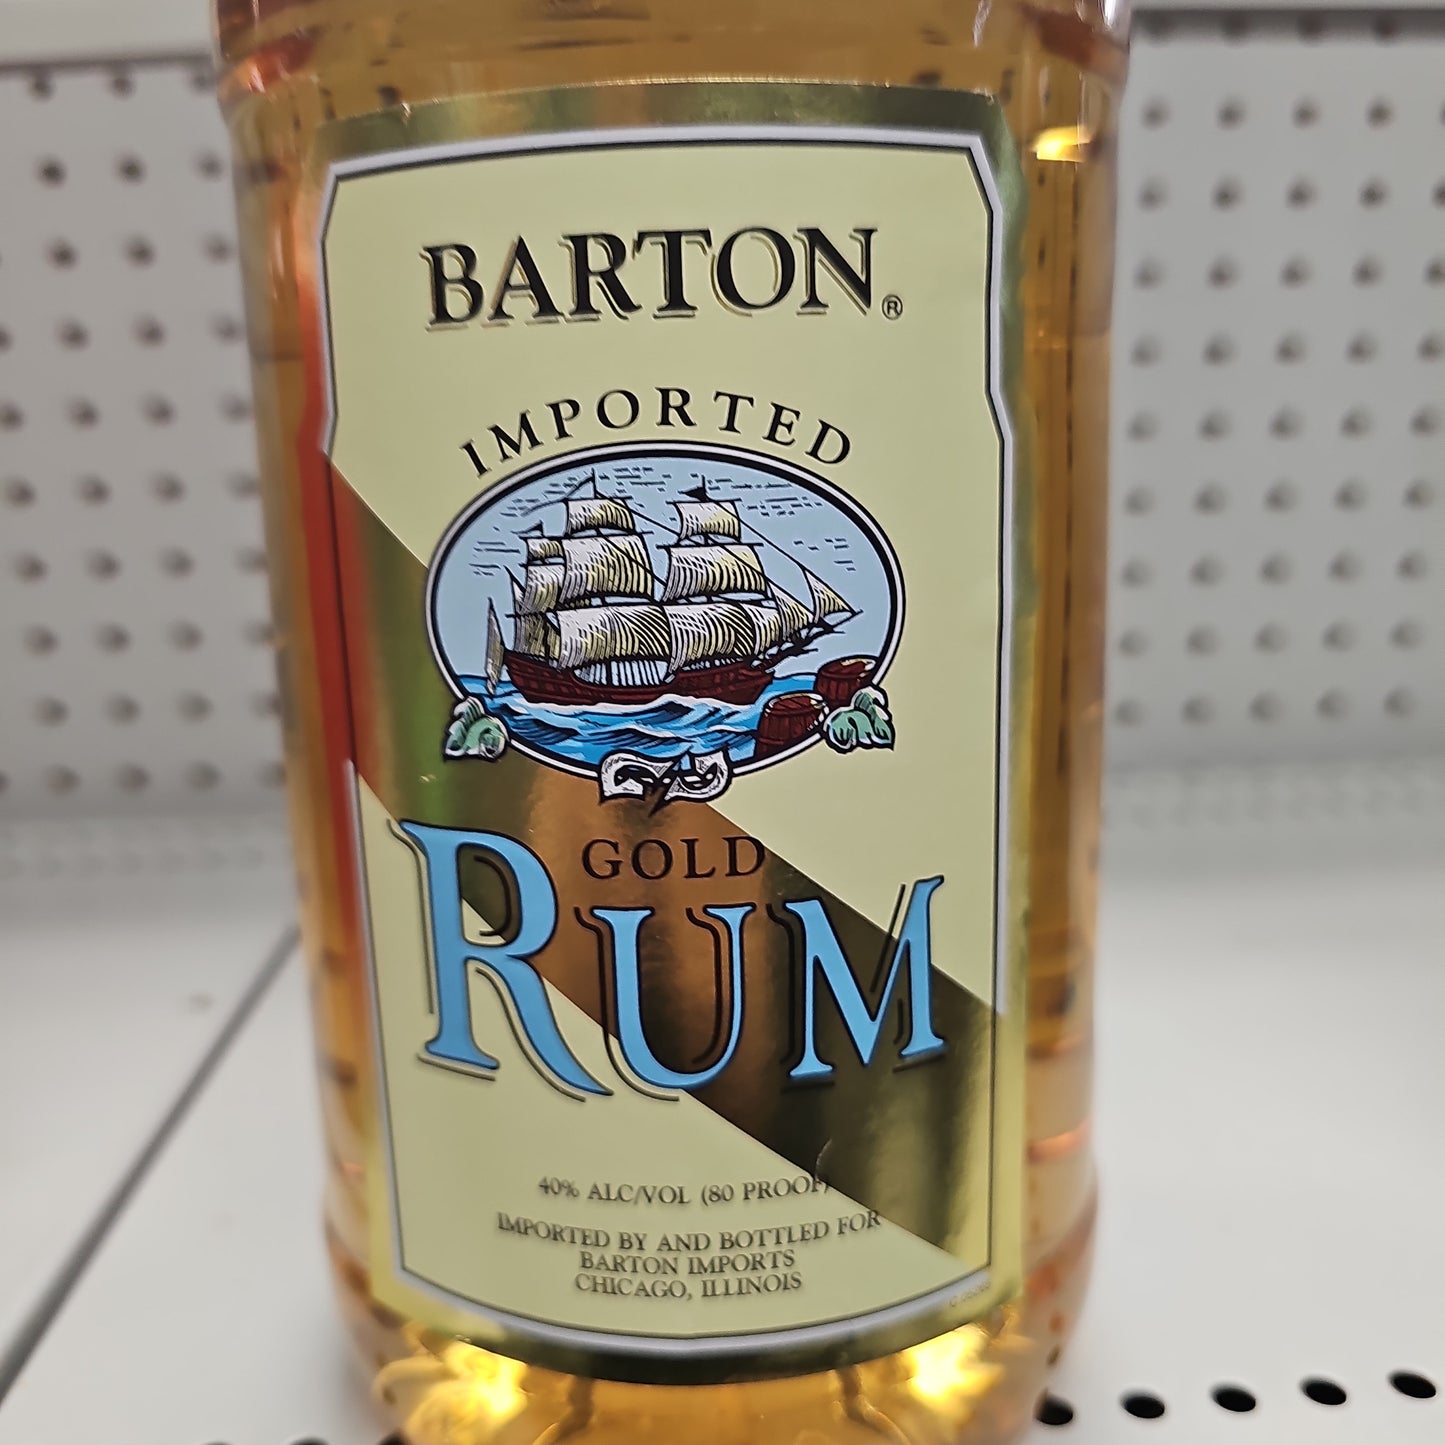 BARTON®
IMPORTED
GOLD
RUM
40% ALC/VOL (80 PROOF)
IMPORTED BY AND BOTTLED FOR
BARTON IMPORTS
CHICAGO, ILLINOIS